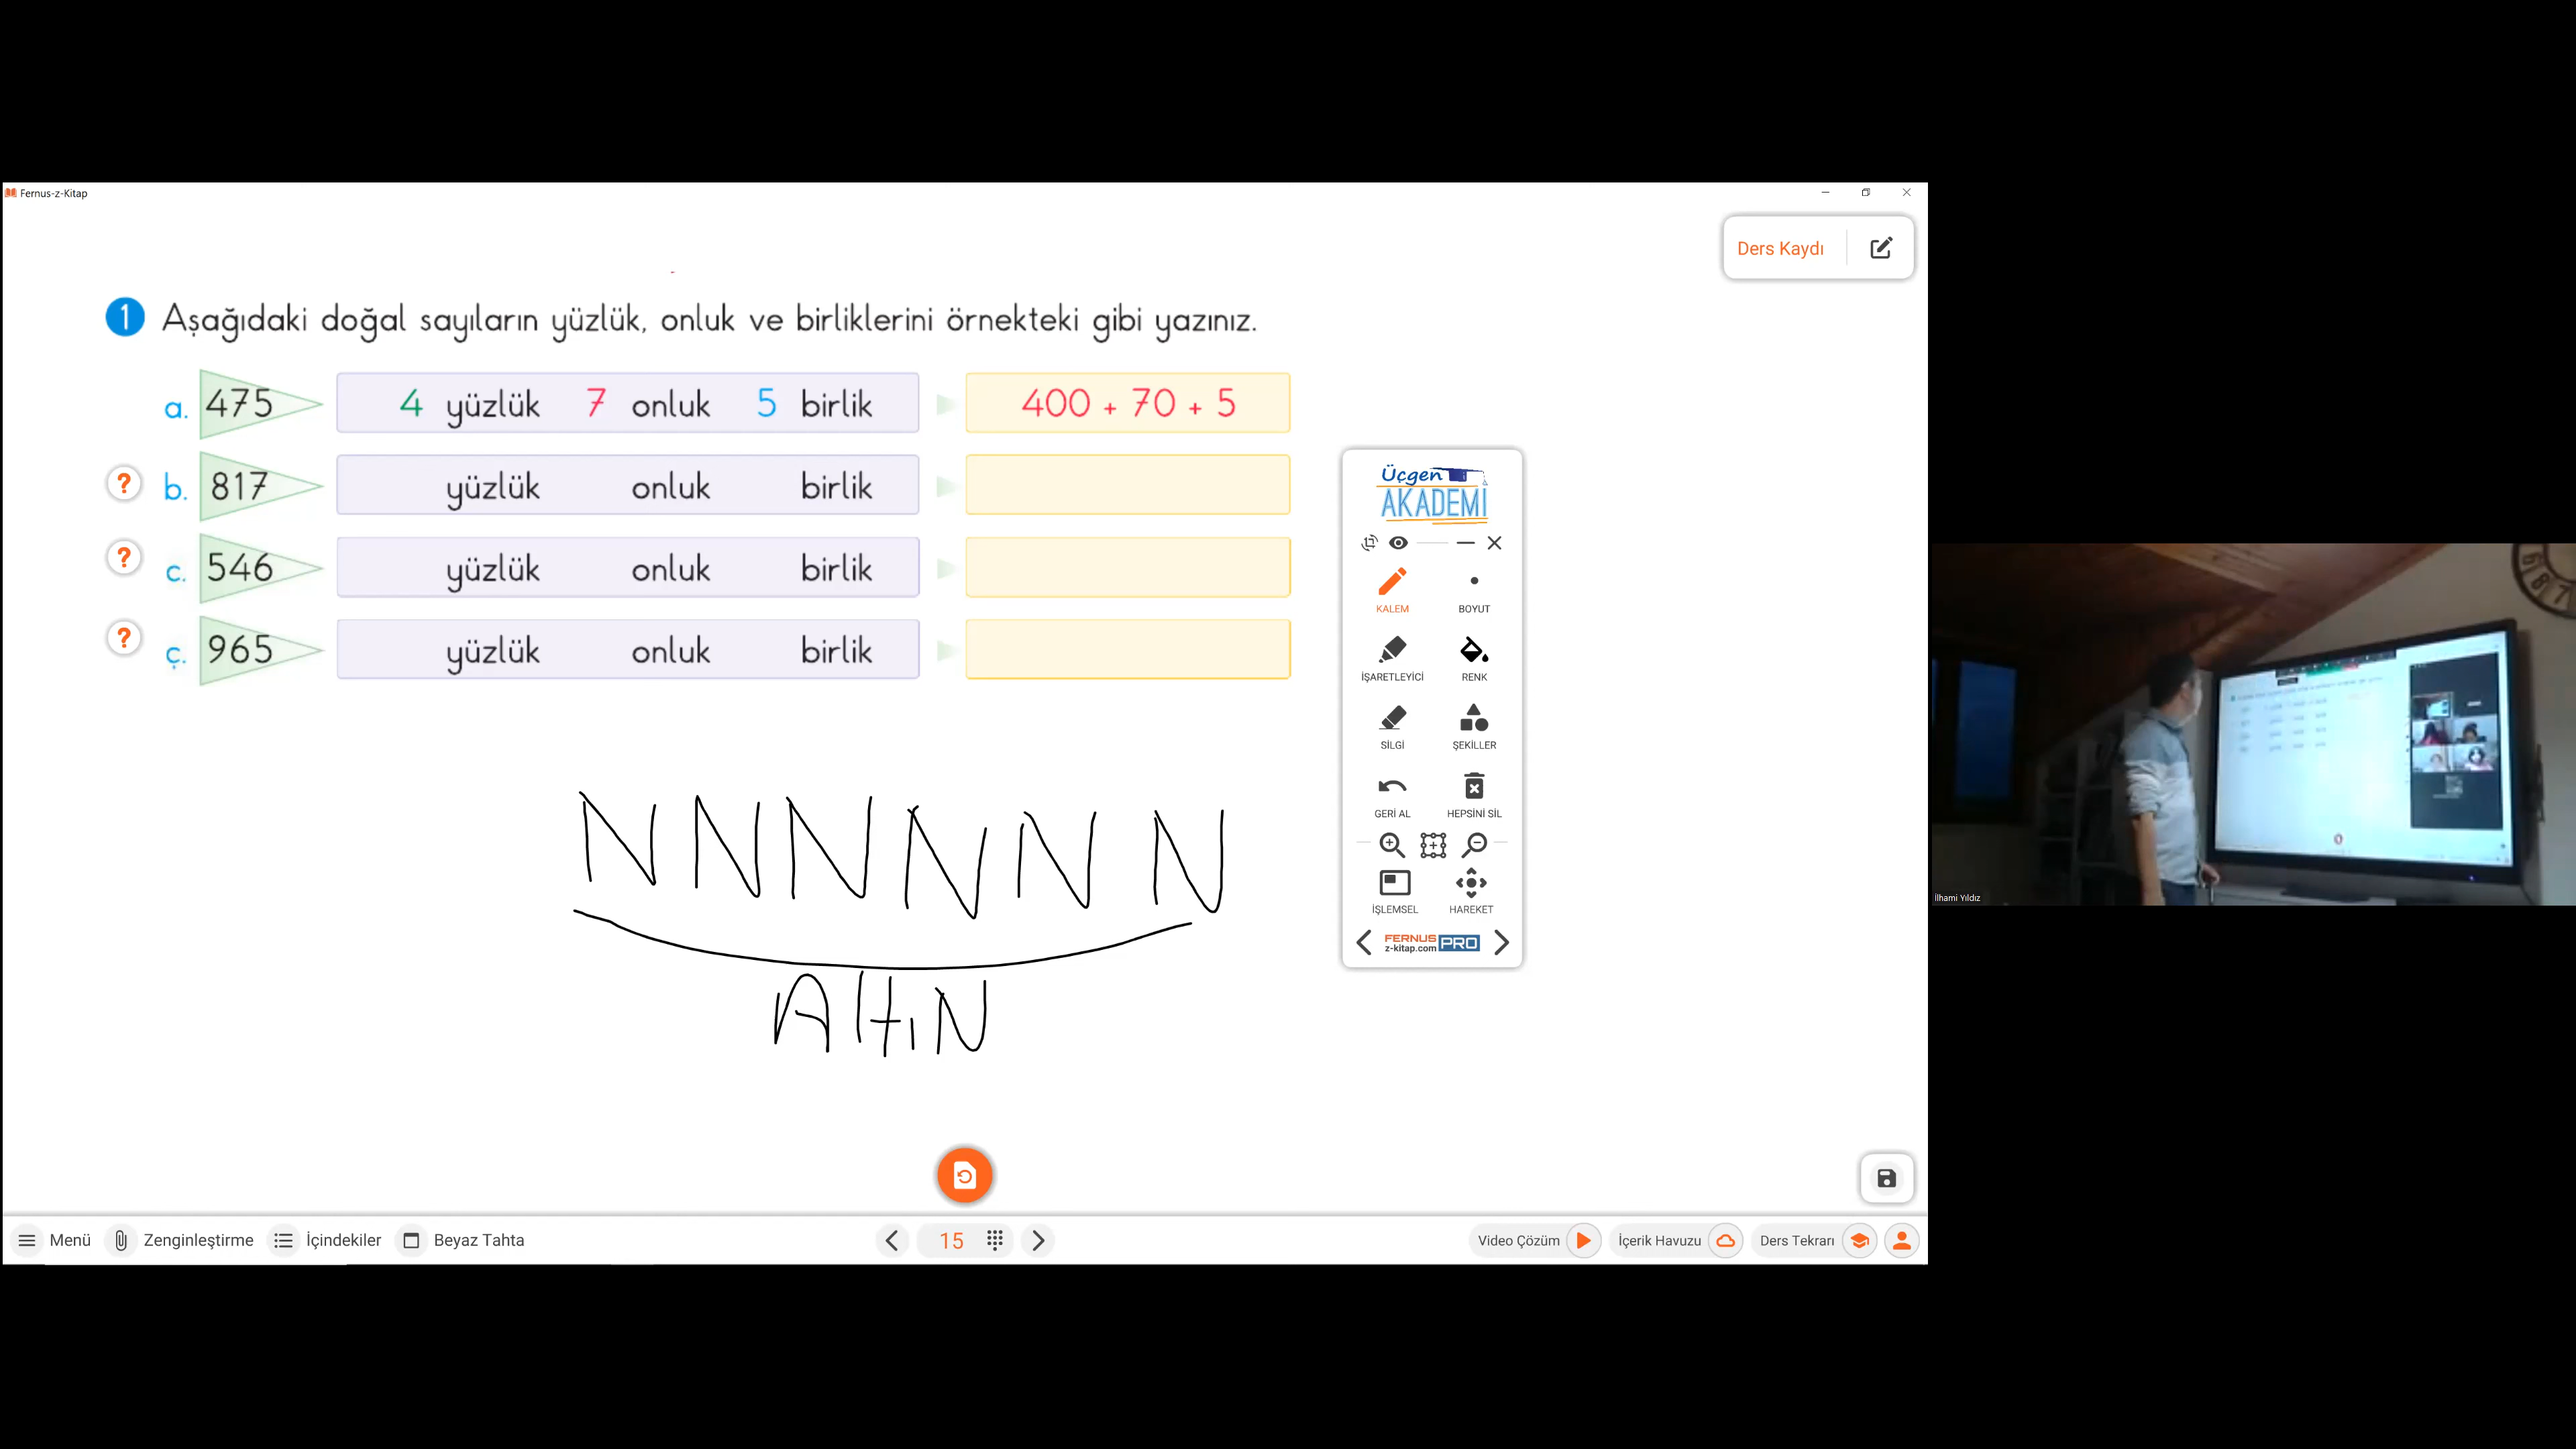 Fernus-z-Kitap
Ders Kaydı
1 Aşağıdaki doğal sayıların yüzlük, onluk ve birliklerini örnekteki gibi yazınız.
a. 475 4 yüzlük 7 onluk 5 birlik 400 + 70 + 5
? b. 817 yüzlük onluk birlik
? c. 546 yüzlük onluk birlik
? ç. 965 yüzlük onluk birlik
Üçgen
AKADEMİ
KALEM BOYUT
İŞARETLEYİCİ RENK
SİLGİ ŞEKİLLER
GERİ AL HEPSİNİ SİL
İŞLEMSEL HAREKET
FERNUS
z-kitap.com PRO
N N N N N N
AltıN
İlhami Yıldız
Menü Zenginleştirme İçindekiler Beyaz Tahta 15 Video Çözüm İçerik Havuzu Ders Tekrarı